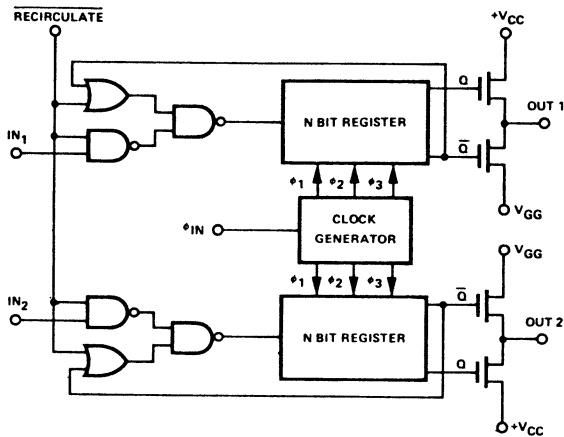 RECIRCULATE
+VCC
Q
IN1
N BIT REGISTER
OUT 1
Q̅
ϕ1 ϕ2 ϕ3
ϕIN
CLOCK
GENERATOR
VGG
VGG
ϕ1 ϕ2 ϕ3
IN2
Q̅
N BIT REGISTER
OUT 2
Q
+VCC